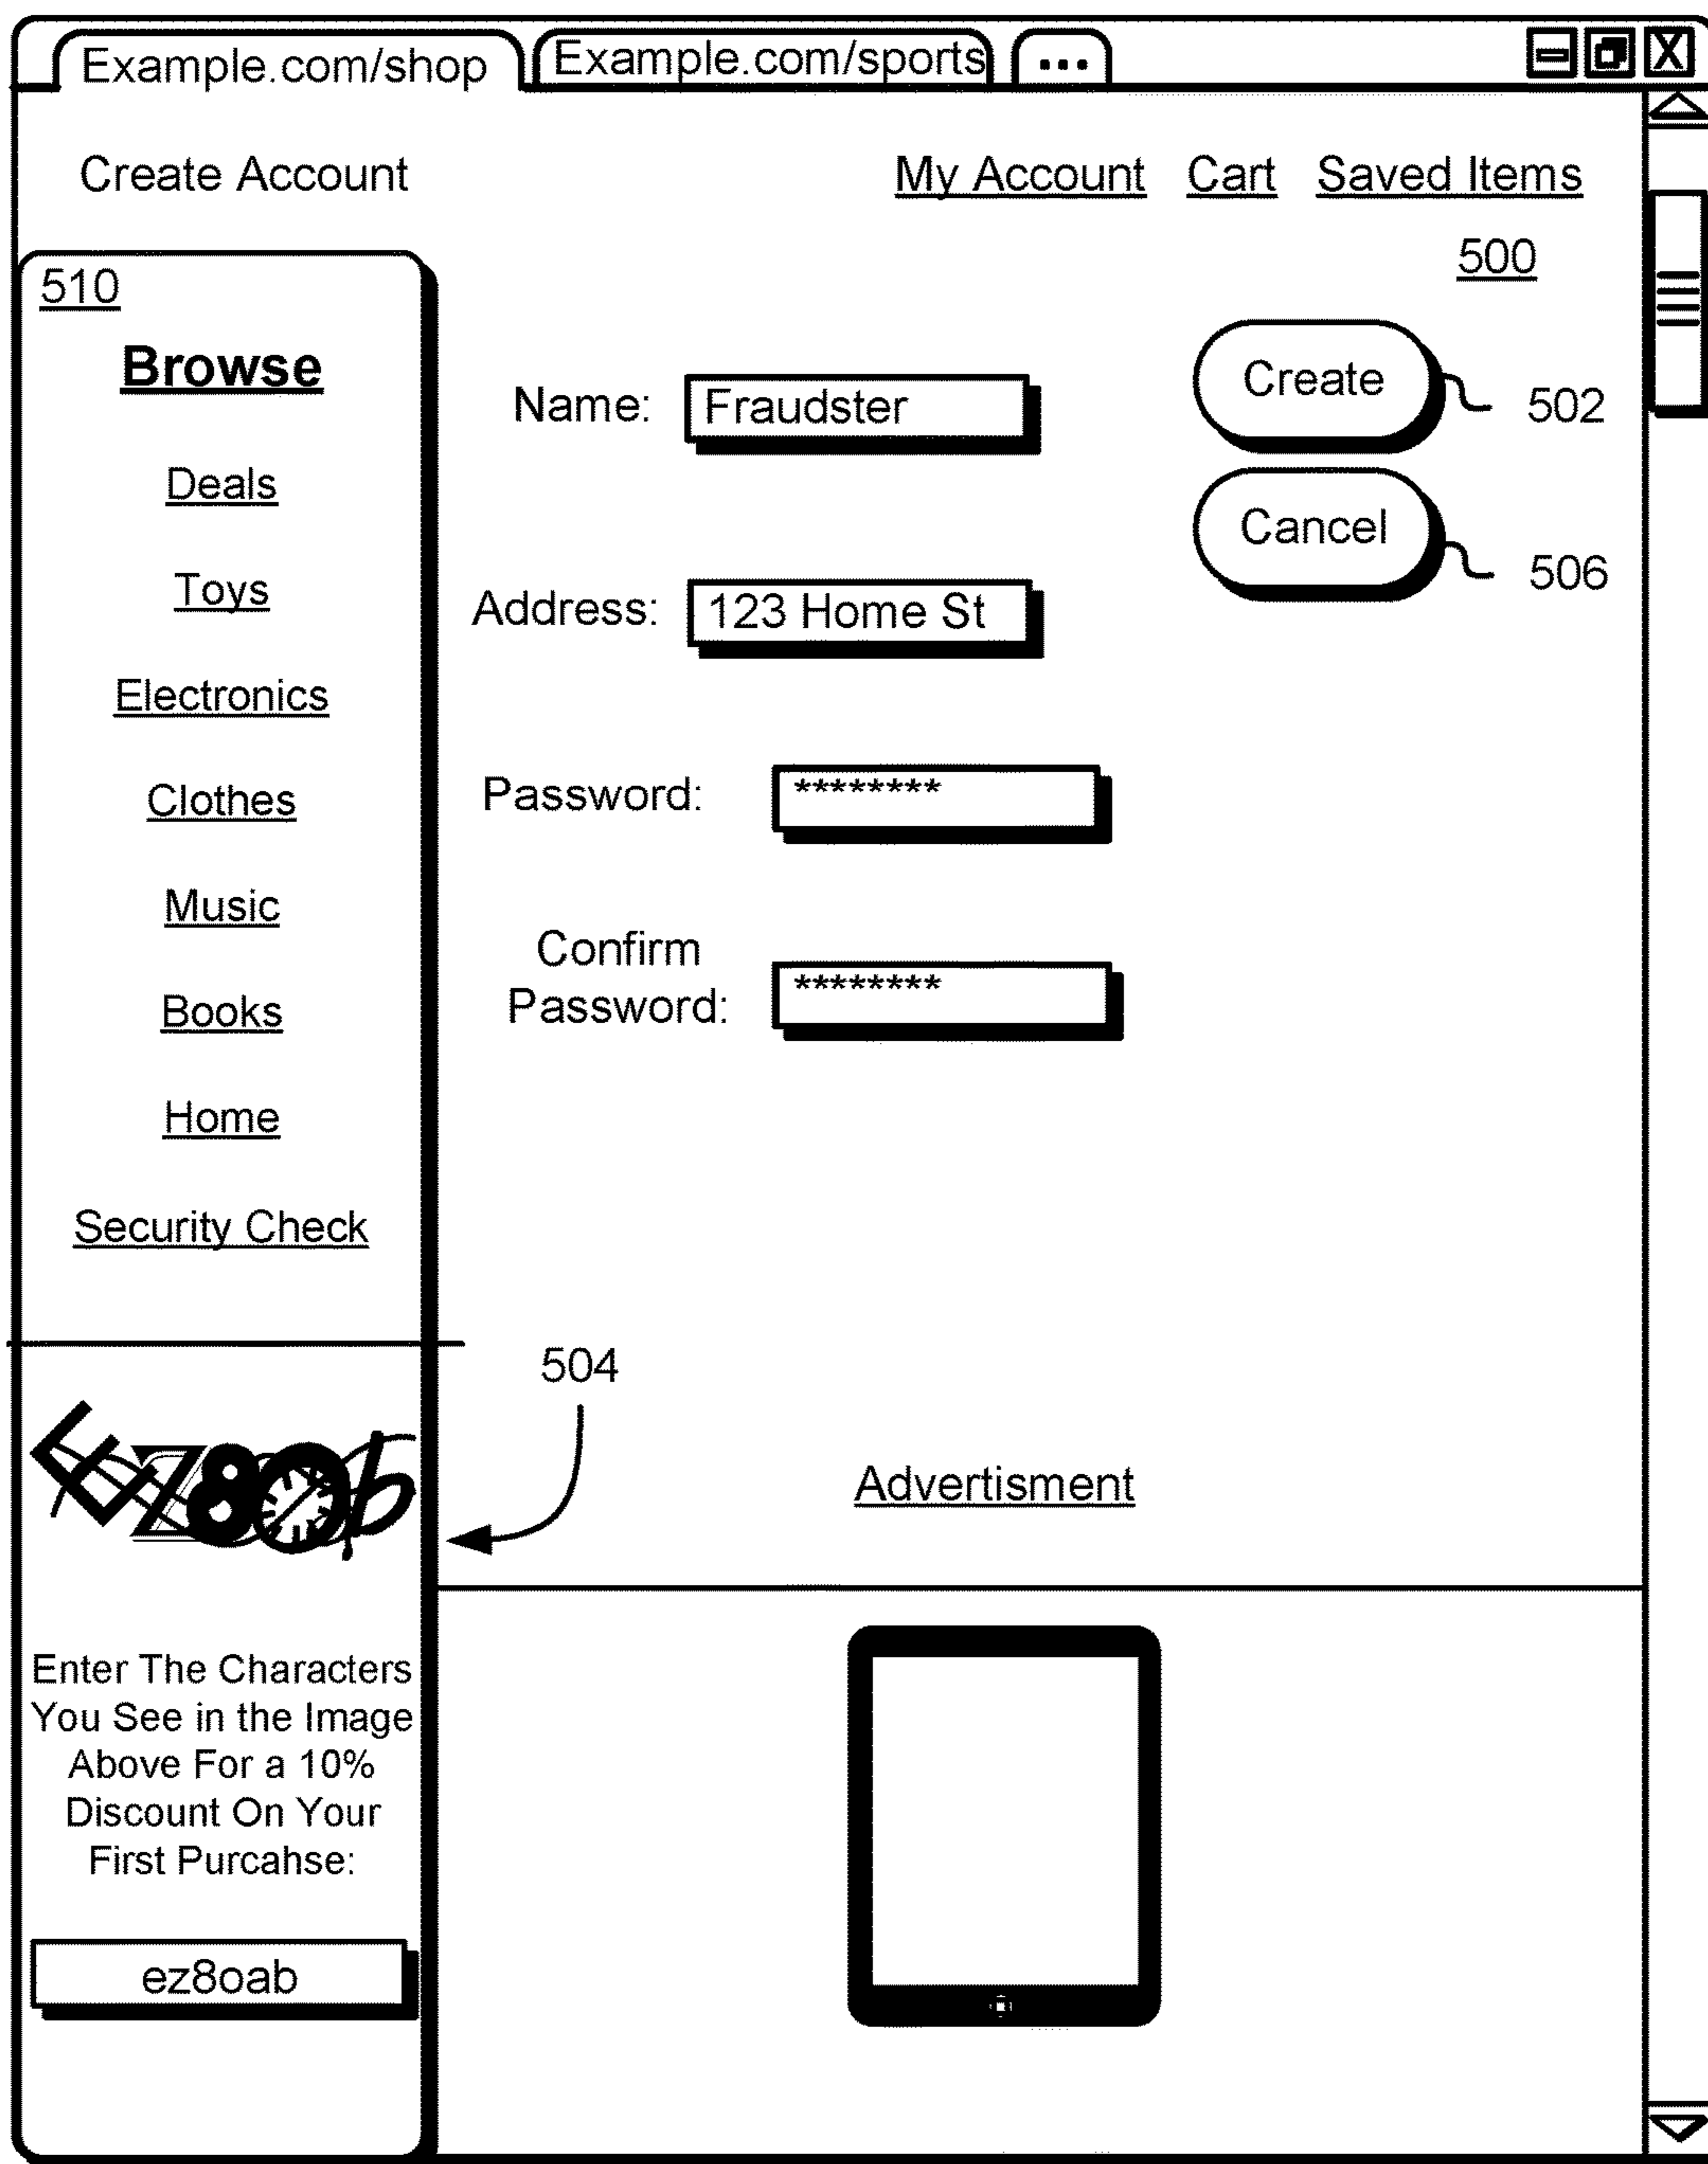 Example.com/shop
Example.com/sports
...
Create Account
My Account Cart Saved Items
500
510
Browse
Deals
Toys
Electronics
Clothes
Music
Books
Home
Security Check
Name: Fraudster
Address: 123 Home St
Password: ********
Confirm
Password: ********
Create
502
Cancel
506
504
Ez8Ob
Enter The Characters
You See in the Image
Above For a 10%
Discount On Your
First Purcahse:
ez8oab
Advertisment